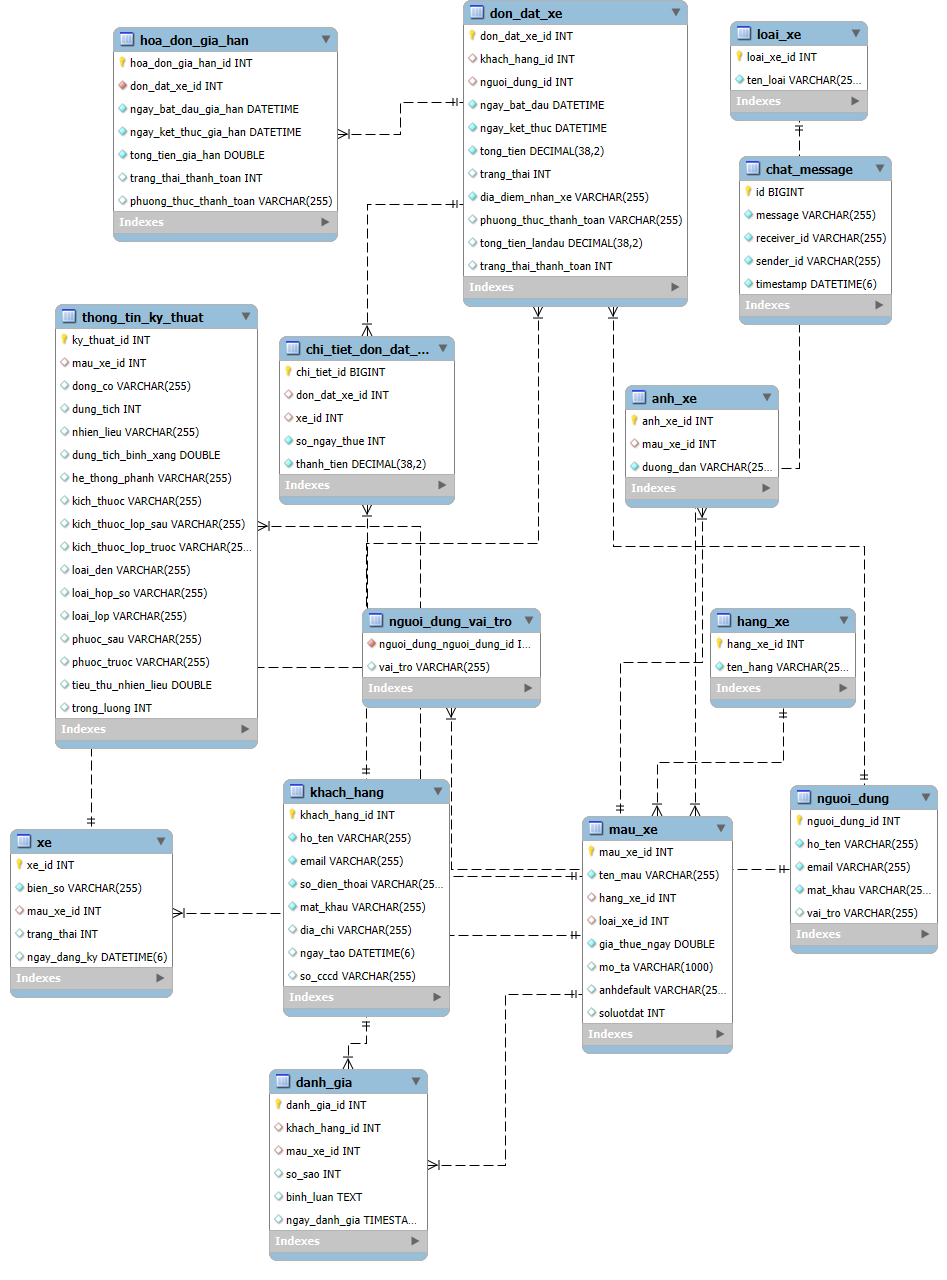 don_dat_xe
don_dat_xe_id INT
khach_hang_id INT
nguoi_dung_id INT
ngay_bat_dau DATETIME
ngay_ket_thuc DATETIME
tong_tien DECIMAL(38,2)
trang_thai INT
dia_diem_nhan_xe VARCHAR(255)
phuong_thuc_thanh_toan VARCHAR(255)
tong_tien_landau DECIMAL(38,2)
trang_thai_thanh_toan INT
Indexes
hoa_don_gia_han
hoa_don_gia_han_id INT
don_dat_xe_id INT
ngay_bat_dau_gia_han DATETIME
ngay_ket_thuc_gia_han DATETIME
tong_tien_gia_han DOUBLE
trang_thai_thanh_toan INT
phuong_thuc_thanh_toan VARCHAR(255)
Indexes
loai_xe
loai_xe_id INT
ten_loai VARCHAR(25...
Indexes
chat_message
id BIGINT
message VARCHAR(255)
receiver_id VARCHAR(255)
sender_id VARCHAR(255)
timestamp DATETIME(6)
Indexes
thong_tin_ky_thuat
ky_thuat_id INT
mau_xe_id INT
dong_co VARCHAR(255)
dung_tich INT
nhien_lieu VARCHAR(255)
dung_tich_binh_xang DOUBLE
he_thong_phanh VARCHAR(255)
kich_thuoc VARCHAR(255)
kich_thuoc_lop_sau VARCHAR(255)
kich_thuoc_lop_truoc VARCHAR(25...
loai_den VARCHAR(255)
loai_hop_so VARCHAR(255)
loai_lop VARCHAR(255)
phuoc_sau VARCHAR(255)
phuoc_truoc VARCHAR(255)
tieu_thu_nhien_lieu DOUBLE
trong_luong INT
Indexes
chi_tiet_don_dat_...
chi_tiet_id BIGINT
don_dat_xe_id INT
xe_id INT
so_ngay_thue INT
thanh_tien DECIMAL(38,2)
Indexes
anh_xe
anh_xe_id INT
mau_xe_id INT
duong_dan VARCHAR(25...
Indexes
nguoi_dung_vai_tro
nguoi_dung_nguoi_dung_id I...
vai_tro VARCHAR(255)
Indexes
hang_xe
hang_xe_id INT
ten_hang VARCHAR(25...
Indexes
khach_hang
khach_hang_id INT
ho_ten VARCHAR(255)
email VARCHAR(255)
so_dien_thoai VARCHAR(25...
mat_khau VARCHAR(255)
dia_chi VARCHAR(255)
ngay_tao DATETIME(6)
so_cccd VARCHAR(255)
Indexes
nguoi_dung
nguoi_dung_id INT
ho_ten VARCHAR(255)
email VARCHAR(255)
mat_khau VARCHAR(25...
vai_tro VARCHAR(255)
Indexes
mau_xe
mau_xe_id INT
ten_mau VARCHAR(255)
hang_xe_id INT
loai_xe_id INT
gia_thue_ngay DOUBLE
mo_ta VARCHAR(1000)
anhdefault VARCHAR(25...
soluotdat INT
Indexes
xe
xe_id INT
bien_so VARCHAR(255)
mau_xe_id INT
trang_thai INT
ngay_dang_ky DATETIME(6)
Indexes
danh_gia
danh_gia_id INT
khach_hang_id INT
mau_xe_id INT
so_sao INT
binh_luan TEXT
ngay_danh_gia TIMESTA...
Indexes